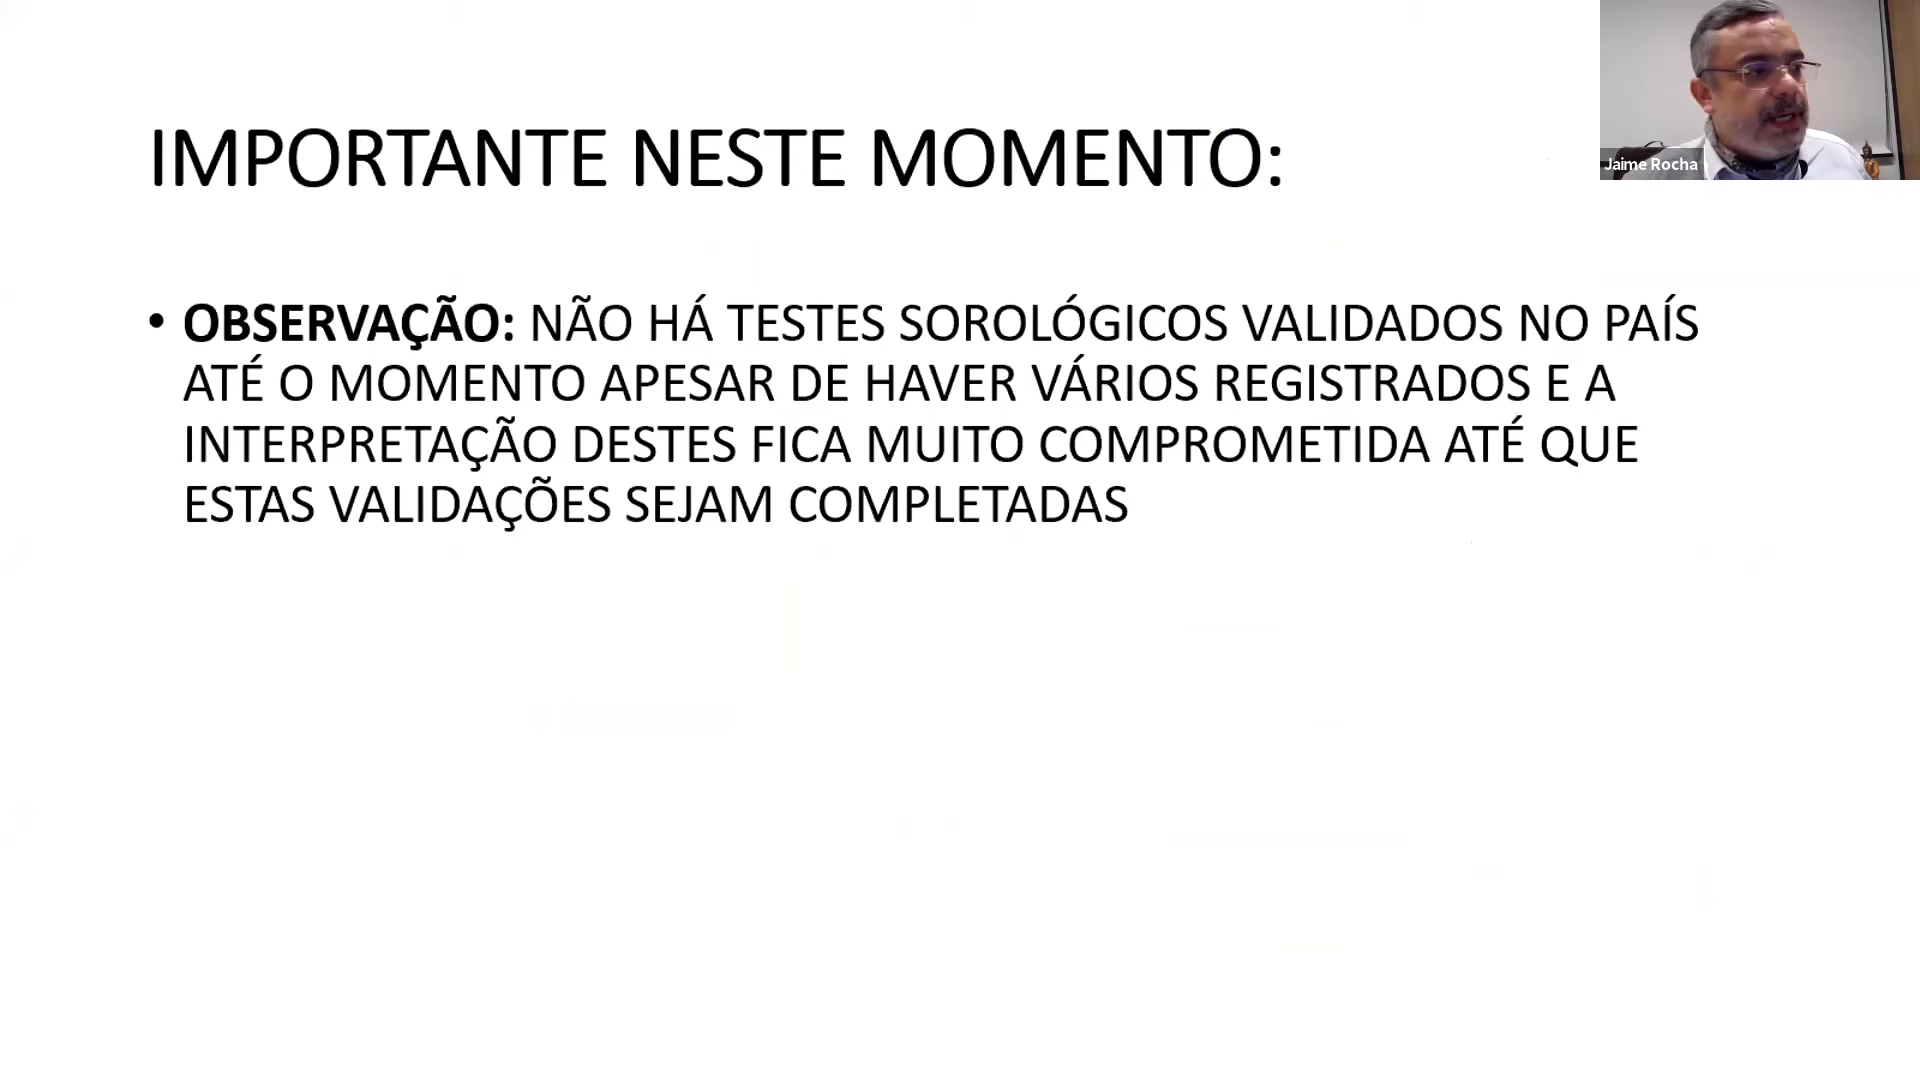 IMPORTANTE NESTE MOMENTO:
Jaime Rocha
• OBSERVAÇÃO: NÃO HÁ TESTES SOROLÓGICOS VALIDADOS NO PAÍS
ATÉ O MOMENTO APESAR DE HAVER VÁRIOS REGISTRADOS E A
INTERPRETAÇÃO DESTES FICA MUITO COMPROMETIDA ATÉ QUE
ESTAS VALIDAÇÕES SEJAM COMPLETADAS